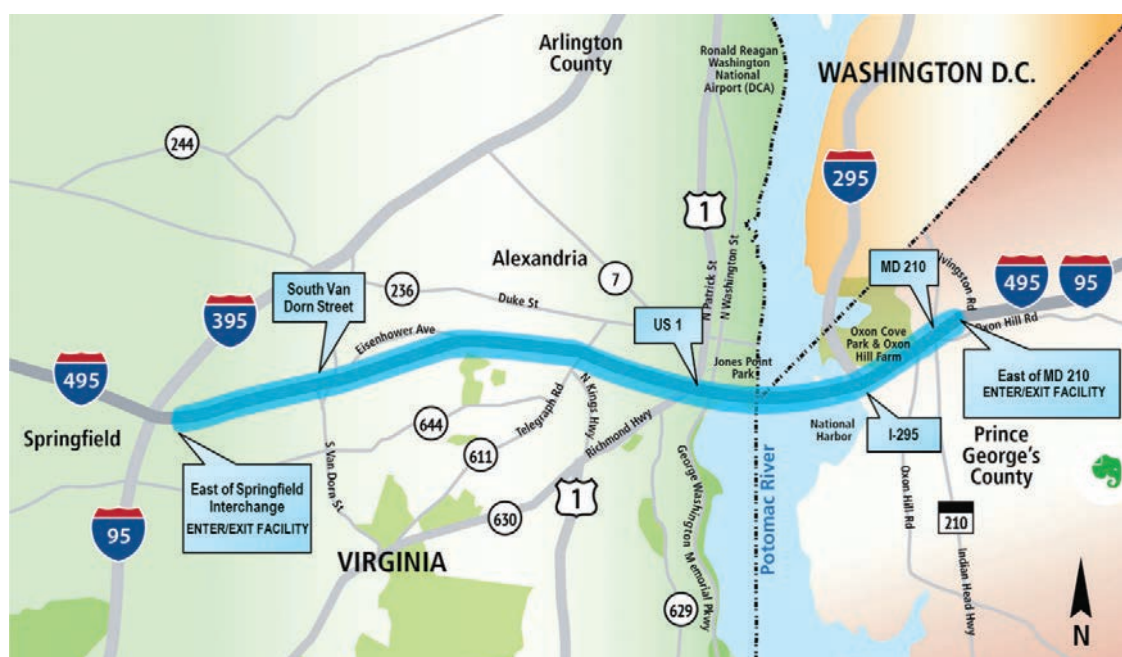 Arlington
County
Ronald Reagan
Washington
National
Airport (DCA)
WASHINGTON D.C.
244
295
1
Alexandria
7
236
Duke St
South Van
Dorn Street
395
Eisenhower Ave
N Patrick St
N Washington St
US 1
MD 210
Livingston Rd
495
95
Oxon Hill Rd
Oxon Cove
Park & Oxon
Hill Farm
Jones Point
Park
495
Springfield
East of Springfield
Interchange
ENTER/EXIT FACILITY
95
S Van Dorn St
644
611
Telegraph Rd
N Kings Hwy
Richmond Hwy
630
1
VIRGINIA
George Washington Memorial Pkwy
629
Potomac River
National
Harbor
I-295
East of MD 210
ENTER/EXIT FACILITY
Prince
George's
County
Oxon Hill Rd
210
Indian Head Hwy
N